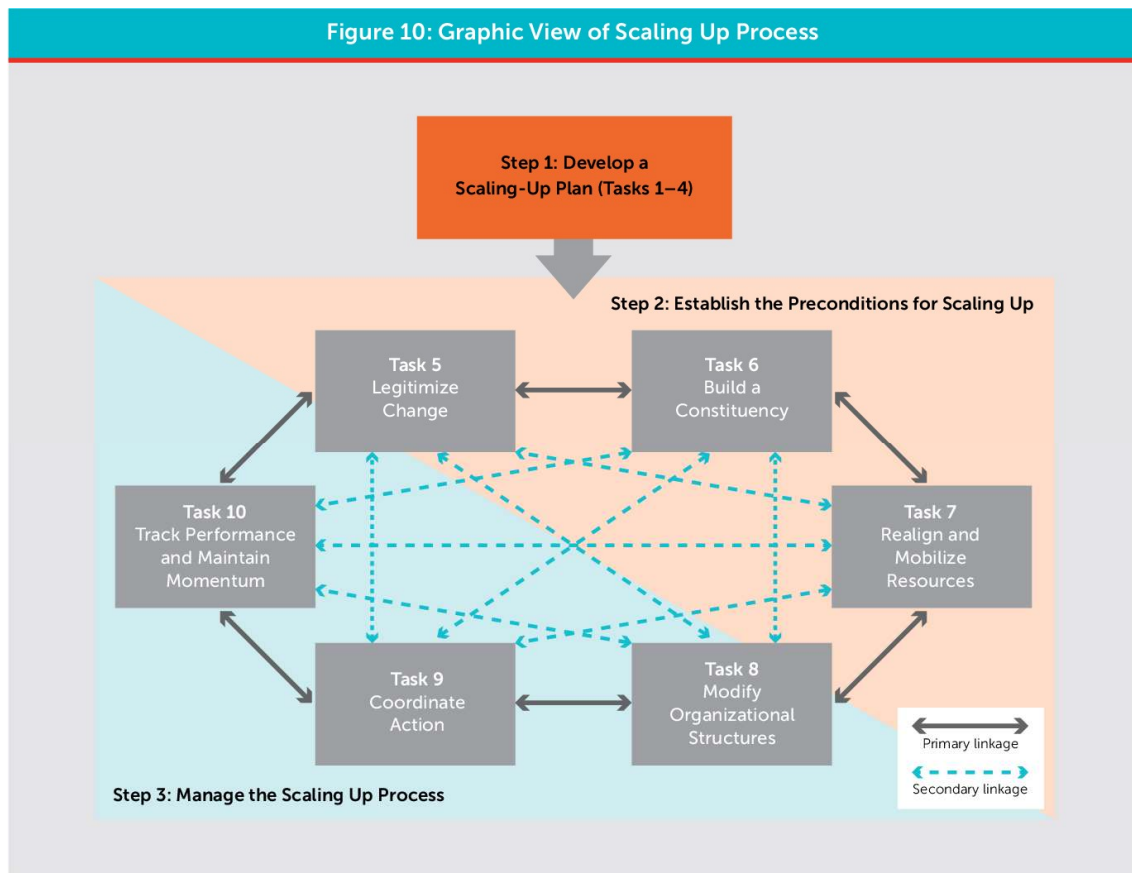 Figure 10: Graphic View of Scaling Up Process
Step 1: Develop a
Scaling-Up Plan (Tasks 1–4)
Step 2: Establish the Preconditions for Scaling Up
Task 5
Legitimize
Change
Task 6
Build a
Constituency
Task 10
Track Performance
and Maintain
Momentum
Task 7
Realign and
Mobilize
Resources
Task 9
Coordinate
Action
Task 8
Modify
Organizational
Structures
Primary linkage
Secondary linkage
Step 3: Manage the Scaling Up Process